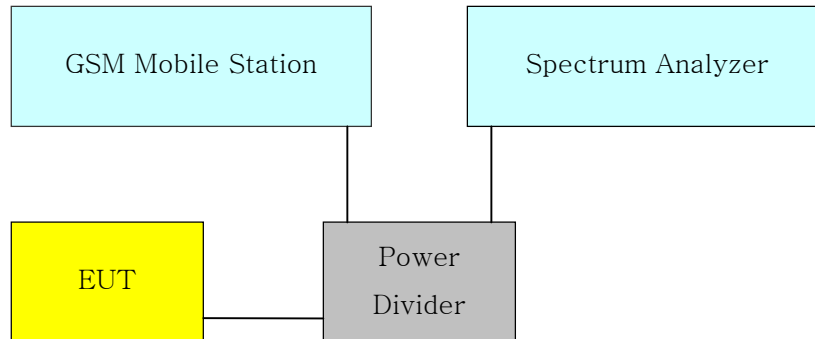 GSM Mobile Station
Spectrum Analyzer
EUT
Power
Divider